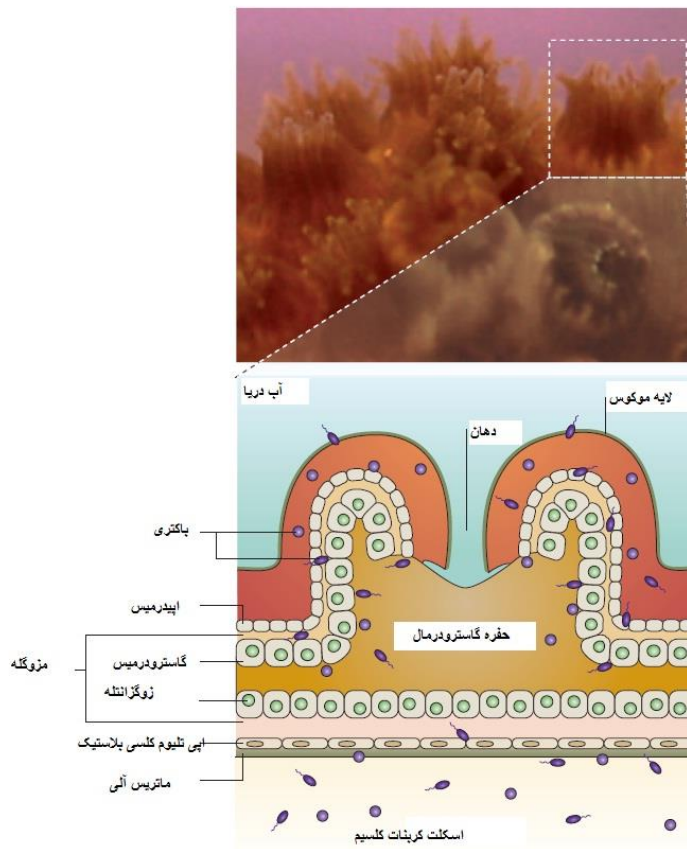 آب دریا
لایه موکوس
دهان
باکتری
اپیدرمیس
حفره گاسترودرمال
مزوگله
گاسترودرمیس
زوگزانتله
اپی تلیوم کلسی بلاستیک
ماتریس آلی
اسکلت کربنات کلسیم